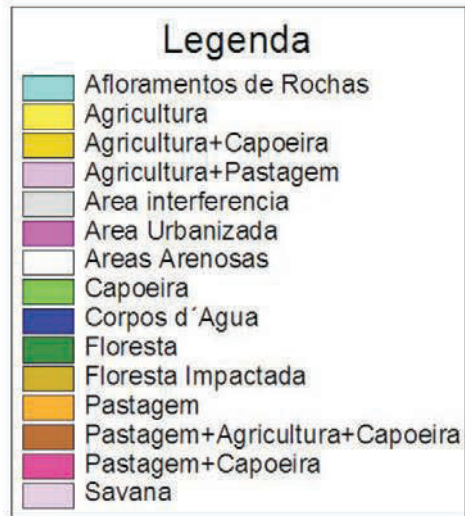 Legenda
Afloramentos de Rochas
Agricultura
Agricultura+Capoeira
Agricultura+Pastagem
Area interferencia
Area Urbanizada
Areas Arenosas
Capoeira
Corpos d´Agua
Floresta
Floresta Impactada
Pastagem
Pastagem+Agricultura+Capoeira
Pastagem+Capoeira
Savana